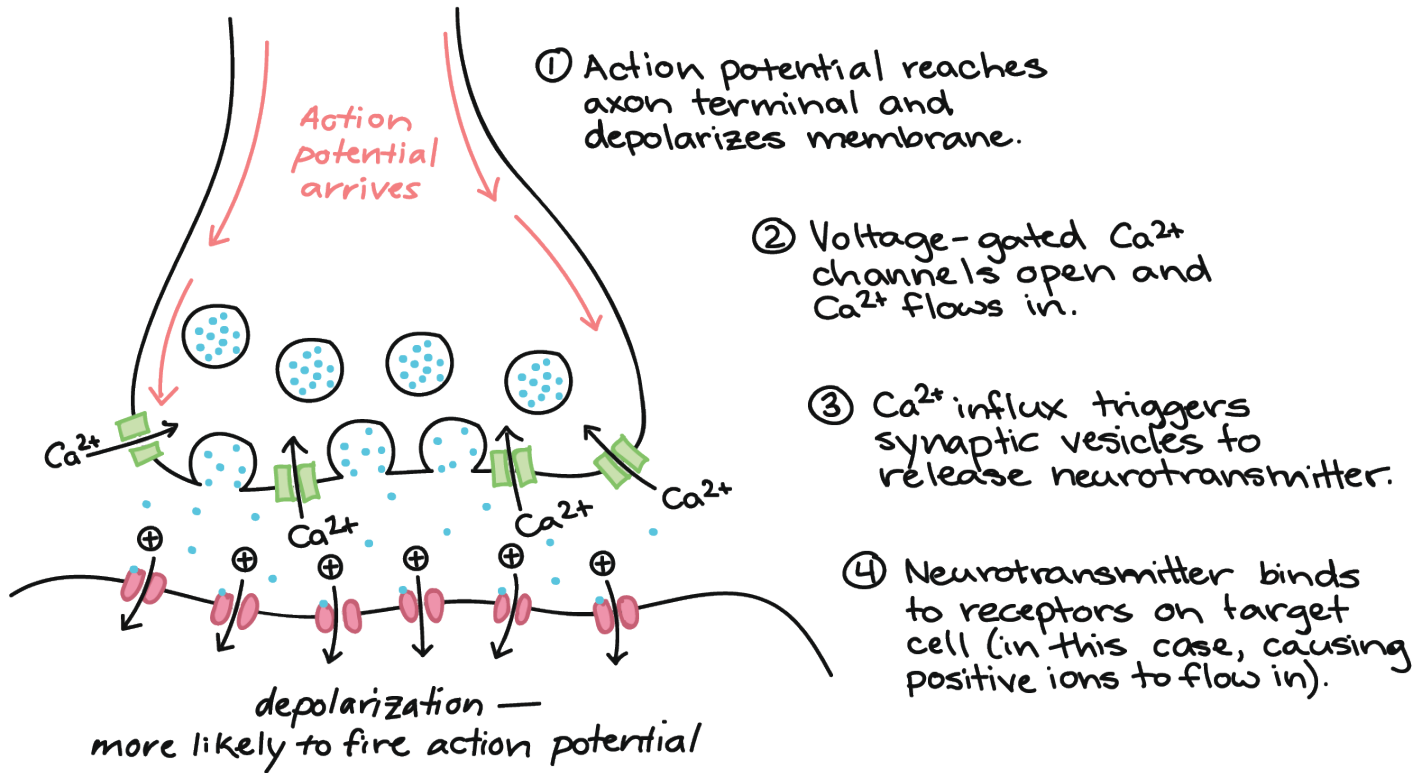 Action
potential
arrives
① Action potential reaches
axon terminal and
depolarizes membrane.
② Voltage-gated Ca²⁺
channels open and
Ca²⁺ flows in.
③ Ca²⁺ influx triggers
synaptic vesicles to
release neurotransmitter.
④ Neurotransmitter binds
to receptors on target
cell (in this case, causing
positive ions to flow in).
Ca²⁺
Ca²⁺
Ca²⁺
Ca²⁺
+
+
+
+
+
+
depolarization —
more likely to fire action potential